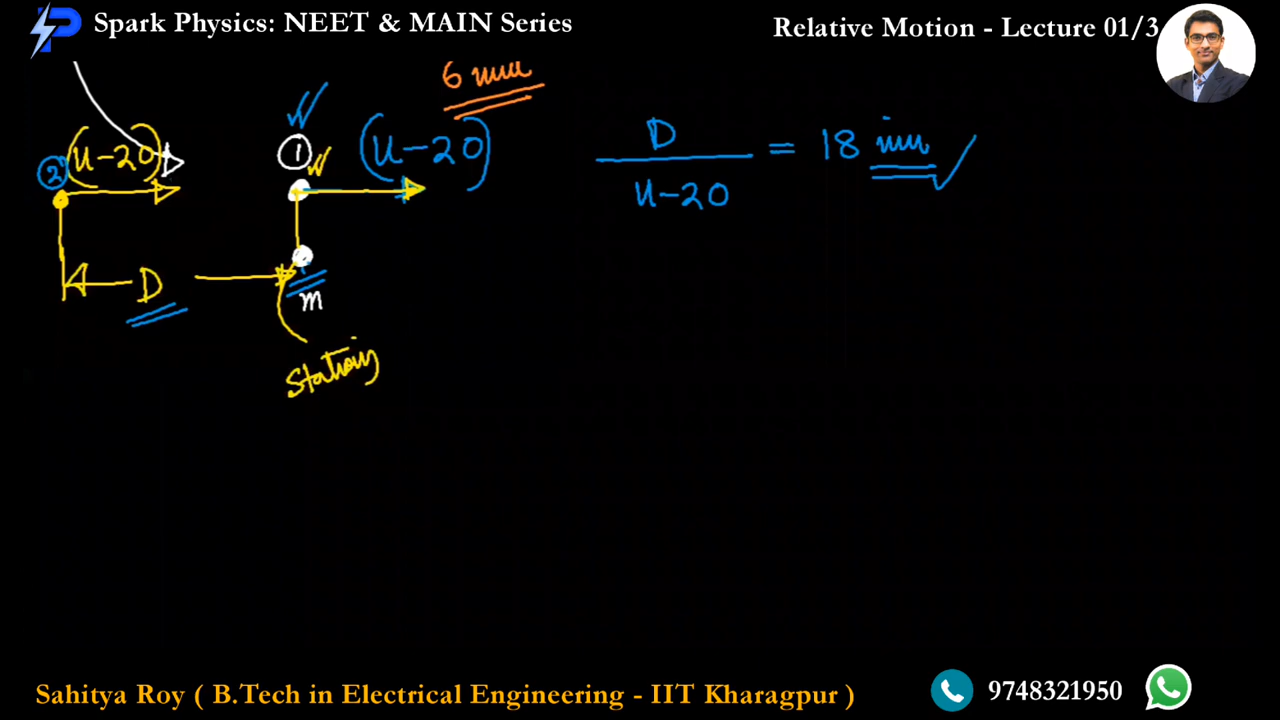 Spark Physics: NEET & MAIN Series
Relative Motion - Lecture 01/3
6 min
② (u-20)
① (u-20)
D
u-20
= 18 min
D
m
Sahitya Roy ( B.Tech in Electrical Engineering - IIT Kharagpur )
9748321950